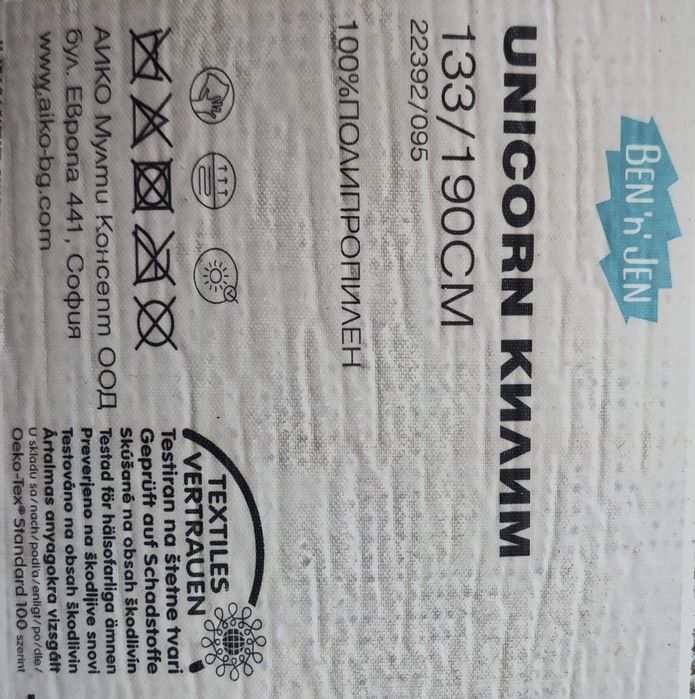 BEN 'n' JEN
UNICORN КИЛИМ
133/190CM
22392/095
100%ПОЛИПРОПИЛЕН
АИКО Мулти Консепт ООД
бул. Европа 441, София
www.aiko-bg.com
TEXTILES
VERTRAUEN
Testiran na štetne tvari
Geprüft auf Schadstoffe
Skúšané na obsah škodlivín
Testad för hälsofarliga ämnen
Preverjeno na škodljive snovi
Testováno na obsah škodlivin
Ártalmas anyagokra vizsgált
U skladu sa/nach/podľa/enligt/po/dle/
Oeko-Tex® Standard 100 szerint